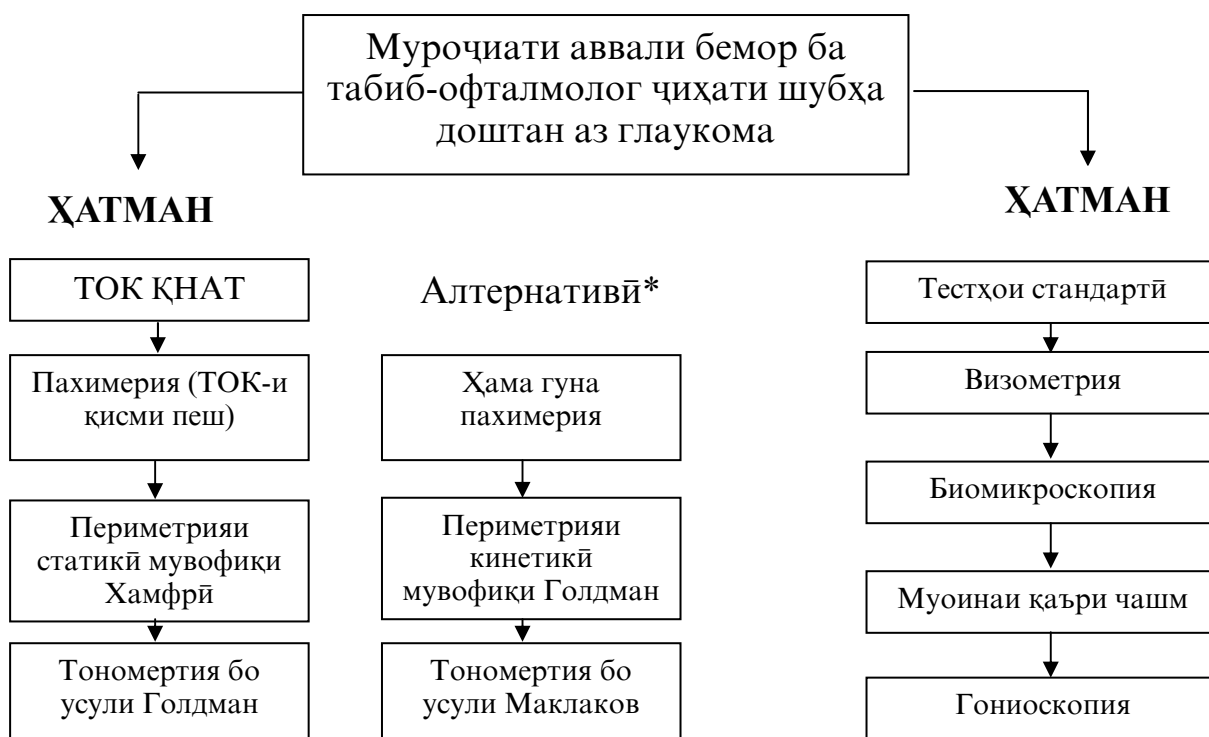 Муроҷиати аввали бемор ба
табиб-офталмолог ҷиҳати шубҳа
доштан аз глаукома
ҲАТМАН
ТОК ҚНАТ
Пахимерия (ТОК-и
қисми пеш)
Периметрияи
статикӣ мувофиқи
Хамфрӣ
Тономертия бо
усули Голдман
Алтернативӣ*
Ҳама гуна
пахимерия
Периметрияи
кинетикӣ
мувофиқи Голдман
Тономертия бо
усули Маклаков
ҲАТМАН
Тестҳои стандартӣ
Визометрия
Биомикроскопия
Муоинаи қаъри чашм
Гониоскопия